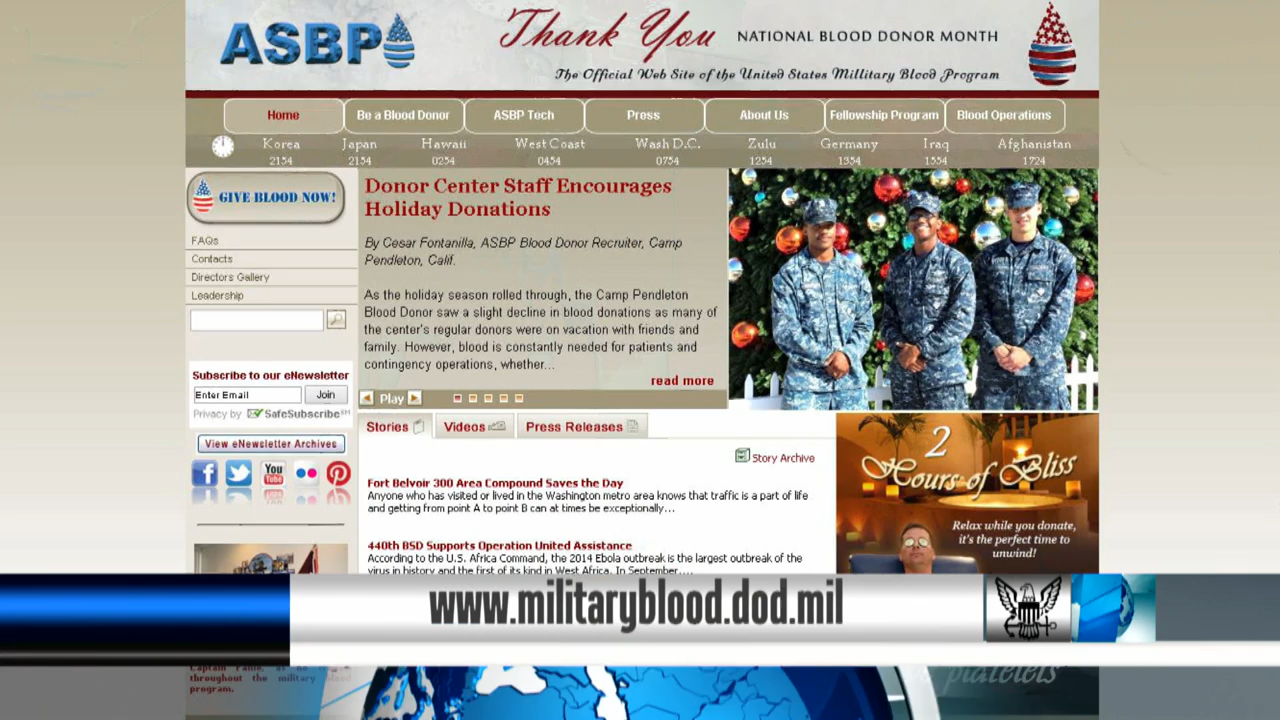 ASBP
Thank You
NATIONAL BLOOD DONOR MONTH
The Official Web Site of the United States Millitary Blood Program
Home
Be a Blood Donor
ASBP Tech
Press
About Us
Fellowship Program
Blood Operations
Korea
Japan
Hawaii
West Coast
Wash D.C.
Zulu
Germany
Iraq
Afghanistan
2154
2154
0254
0454
0754
1254
1354
1554
1724
GIVE BLOOD NOW!
FAQs
Contacts
Directors Gallery
Leadership
Subscribe to our eNewsletter
Enter Email
Join
Privacy by SafeSubscribe SM
View eNewsletter Archives
You
Tube
Donor Center Staff Encourages
Holiday Donations
By Cesar Fontanilla, ASBP Blood Donor Recruiter, Camp
Pendleton, Calif.
As the holiday season rolled through, the Camp Pendleton
Blood Donor saw a slight decline in blood donations as many of
the center's regular donors were on vacation with friends and
family. However, blood is constantly needed for patients and
contingency operations, whether...
read more
Play
Stories
Videos
Press Releases
Story Archive
Fort Belvoir 300 Area Compound Saves the Day
Anyone who has visited or lived in the Washington metro area knows that traffic is a part of life
and getting from point A to point B can at times be exceptionally...
440th BSD Supports Operation United Assistance
According to the U.S. Africa Command, the 2014 Ebola outbreak is the largest outbreak of the
virus in history and the first of its kind in West Africa. In September....
2
Hours of Bliss
Relax while you donate,
it's the perfect time to
unwind!
www.militaryblood.dod.mil
throughout the military blood
program.
platelets